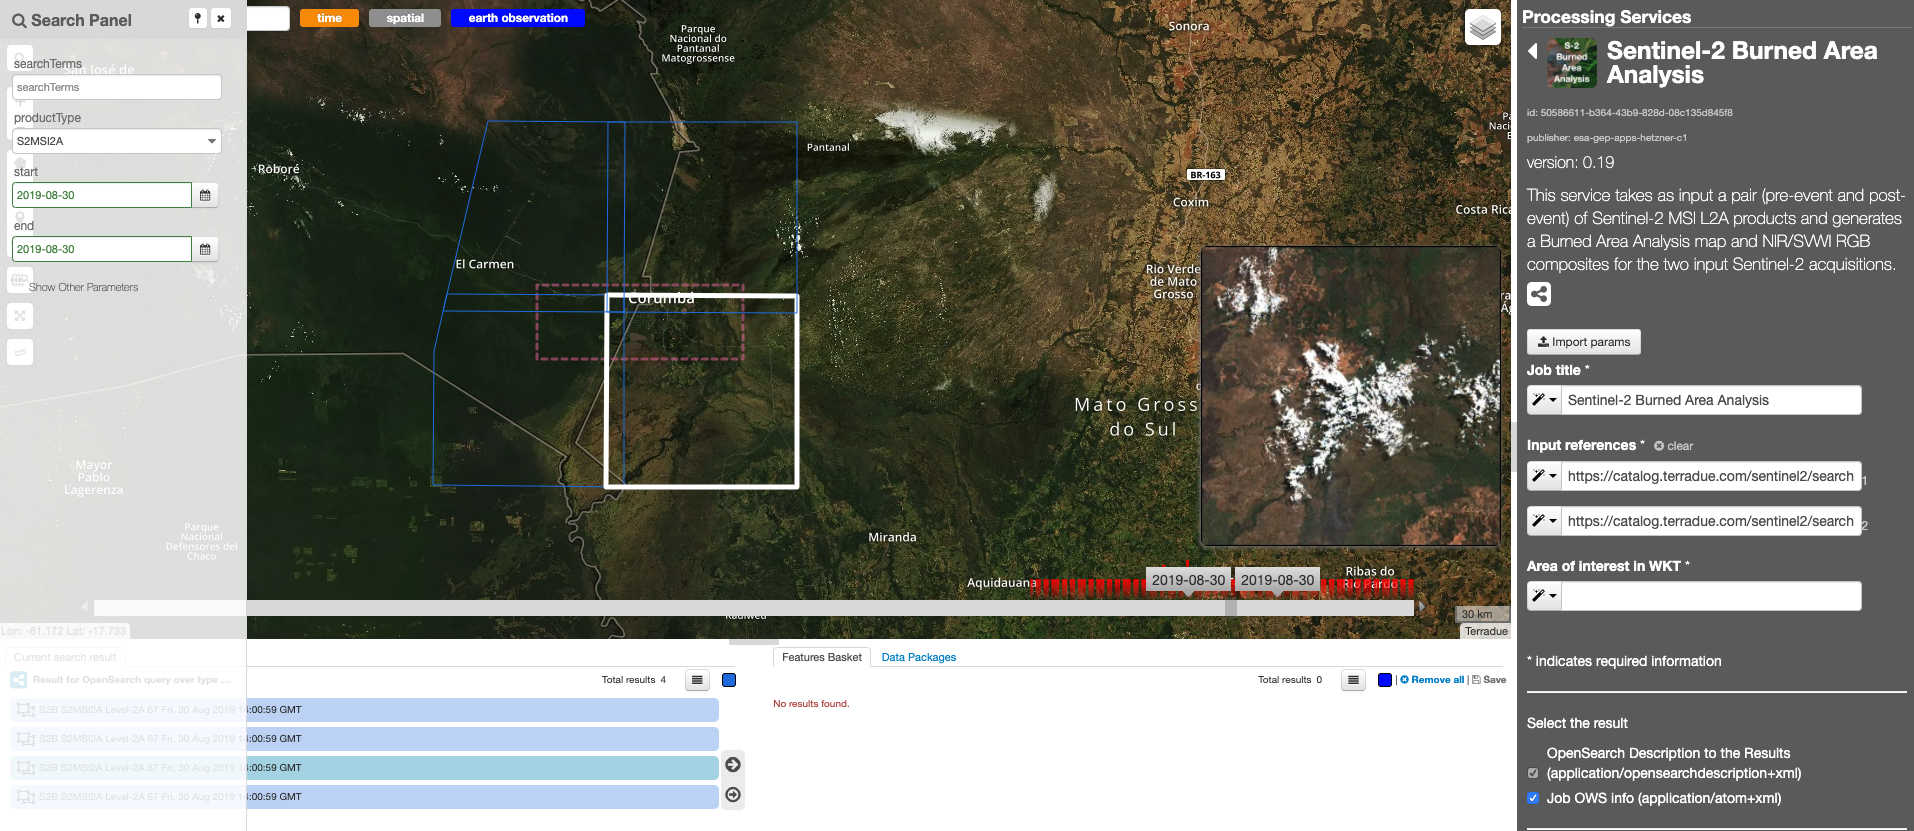 Search Panel
searchTerms
searchTerms
productType
S2MSI2A
start
2019-08-30
end
2019-08-30
Show Other Parameters
time
spatial
earth observation
San José de
Roboré
El Carmen
Corumbá
Parque
Nacional do
Pantanal
Matogrossense
Pantanal
Sonora
BR-163
Coxim
Costa Rica
Rio Verde
de Mato
Grosso
Mato Gross
do Sul
Mayor
Pablo
Lagerenza
Parque
Nacional
Defensores del
Chaco
Miranda
Aquidauana
Ribas do
Rio Pardo
2019-08-30
2019-08-30
30 km
Terradue
Lon: -61.172 Lat: -17.733
Current search result
Result for OpenSearch query over type ...
Total results 4
S2B S2MSI2A Level-2A 67 Fri, 30 Aug 2019 14:00:59 GMT
S2B S2MSI2A Level-2A 67 Fri, 30 Aug 2019 14:00:59 GMT
S2B S2MSI2A Level-2A 67 Fri, 30 Aug 2019 14:00:59 GMT
S2B S2MSI2A Level-2A 67 Fri, 30 Aug 2019 14:00:59 GMT
Features Basket
Data Packages
Total results 0
| Remove all | Save
No results found.
Processing Services
S-2
Burned
Area
Analysis
Sentinel-2 Burned Area
Analysis
id: 50586611-b364-43b9-828d-08c135d845f8
publisher: esa-gep-apps-hetzner-c1
version: 0.19
This service takes as input a pair (pre-event and post-
event) of Sentinel-2 MSI L2A products and generates
a Burned Area Analysis map and NIR/SVWI RGB
composites for the two input Sentinel-2 acquisitions.
Import params
Job title *
Sentinel-2 Burned Area Analysis
Input references * clear
https://catalog.terradue.com/sentinel2/search
1
https://catalog.terradue.com/sentinel2/search
2
Area of interest in WKT *
* indicates required information
Select the result
OpenSearch Description to the Results
(application/opensearchdescription+xml)
Job OWS info (application/atom+xml)